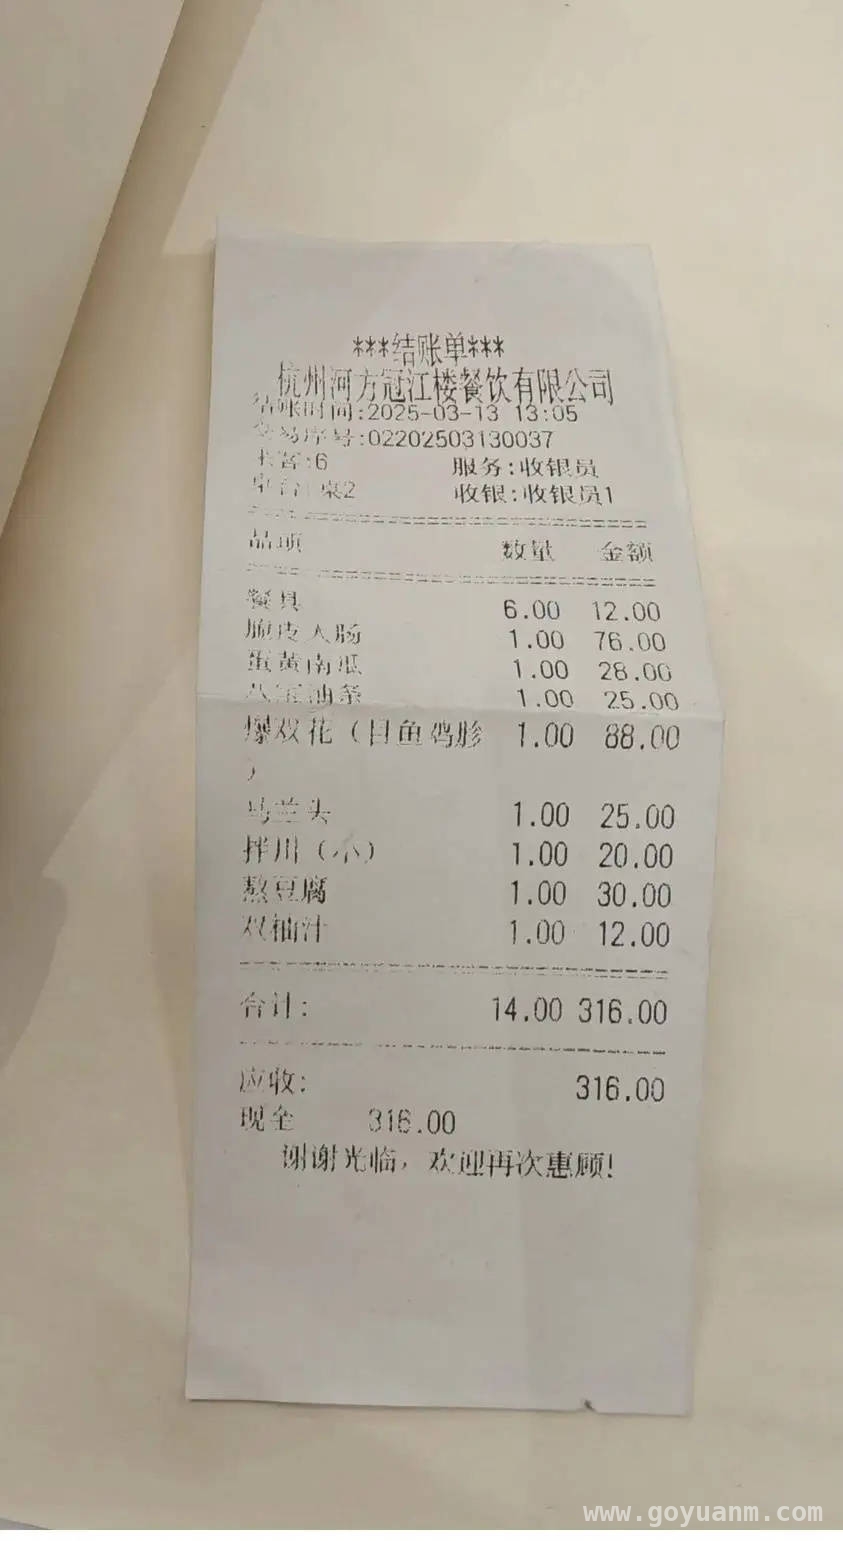 ***结账单***
杭州河方冠江楼餐饮有限公司
结账时间:2025-03-13 13:05
交易序号:02202503130037
:6 服务:收银员
桌2 收银:收银员1
品项 数量 金额
餐具 6.00 12.00
脆皮大肠 1.00 76.00
蛋黄南瓜 1.00 28.00
八宝油条 1.00 25.00
爆双花（目鱼鸡胗 1.00 88.00
）
马兰头 1.00 25.00
拌川（小） 1.00 20.00
熬豆腐 1.00 30.00
双柚汁 1.00 12.00
合计: 14.00 316.00
应收: 316.00
现金 316.00
谢谢光临，欢迎再次惠顾!
www.goyuanm.com